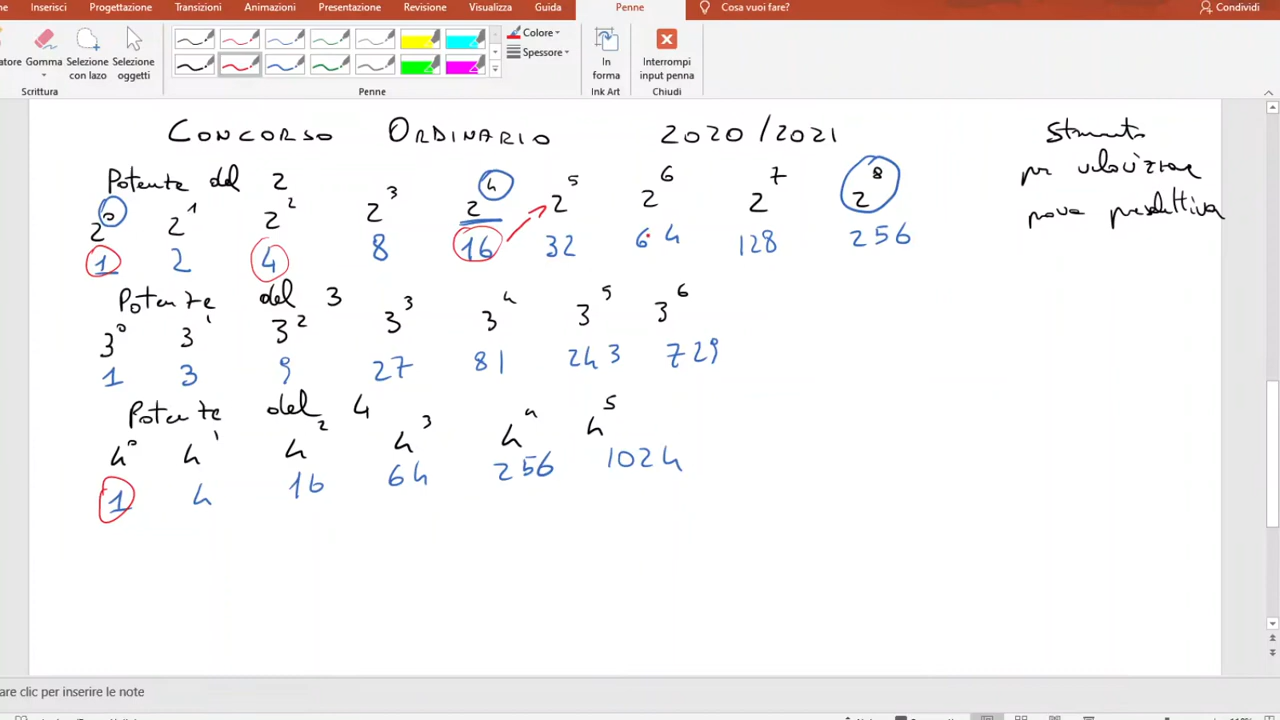 Inserisci Progettazione Transizioni Animazioni Presentazione Revisione Visualizza Guida Penne Cosa vuoi fare? Condividi
Gomma Selezione con lazo Selezione oggetti
Colore
Spessore
In forma Interrompi input penna
Scrittura Penne Ink Art Chiudi
CONCORSO ORDINARIO 2020/2021
Strumento
per velocizzare
prova preselettiva
Potenze del 2
2⁰ 2¹ 2² 2³ 2⁴ 2⁵ 2⁶ 2⁷ 2⁸
1 2 4 8 16 32 64 128 256
Potenze del 3
3⁰ 3¹ 3² 3³ 3⁴ 3⁵ 3⁶
1 3 9 27 81 243 729
Potenze del 4
4⁰ 4¹ 4² 4³ 4⁴ 4⁵
1 4 16 64 256 1024
are clic per inserire le note